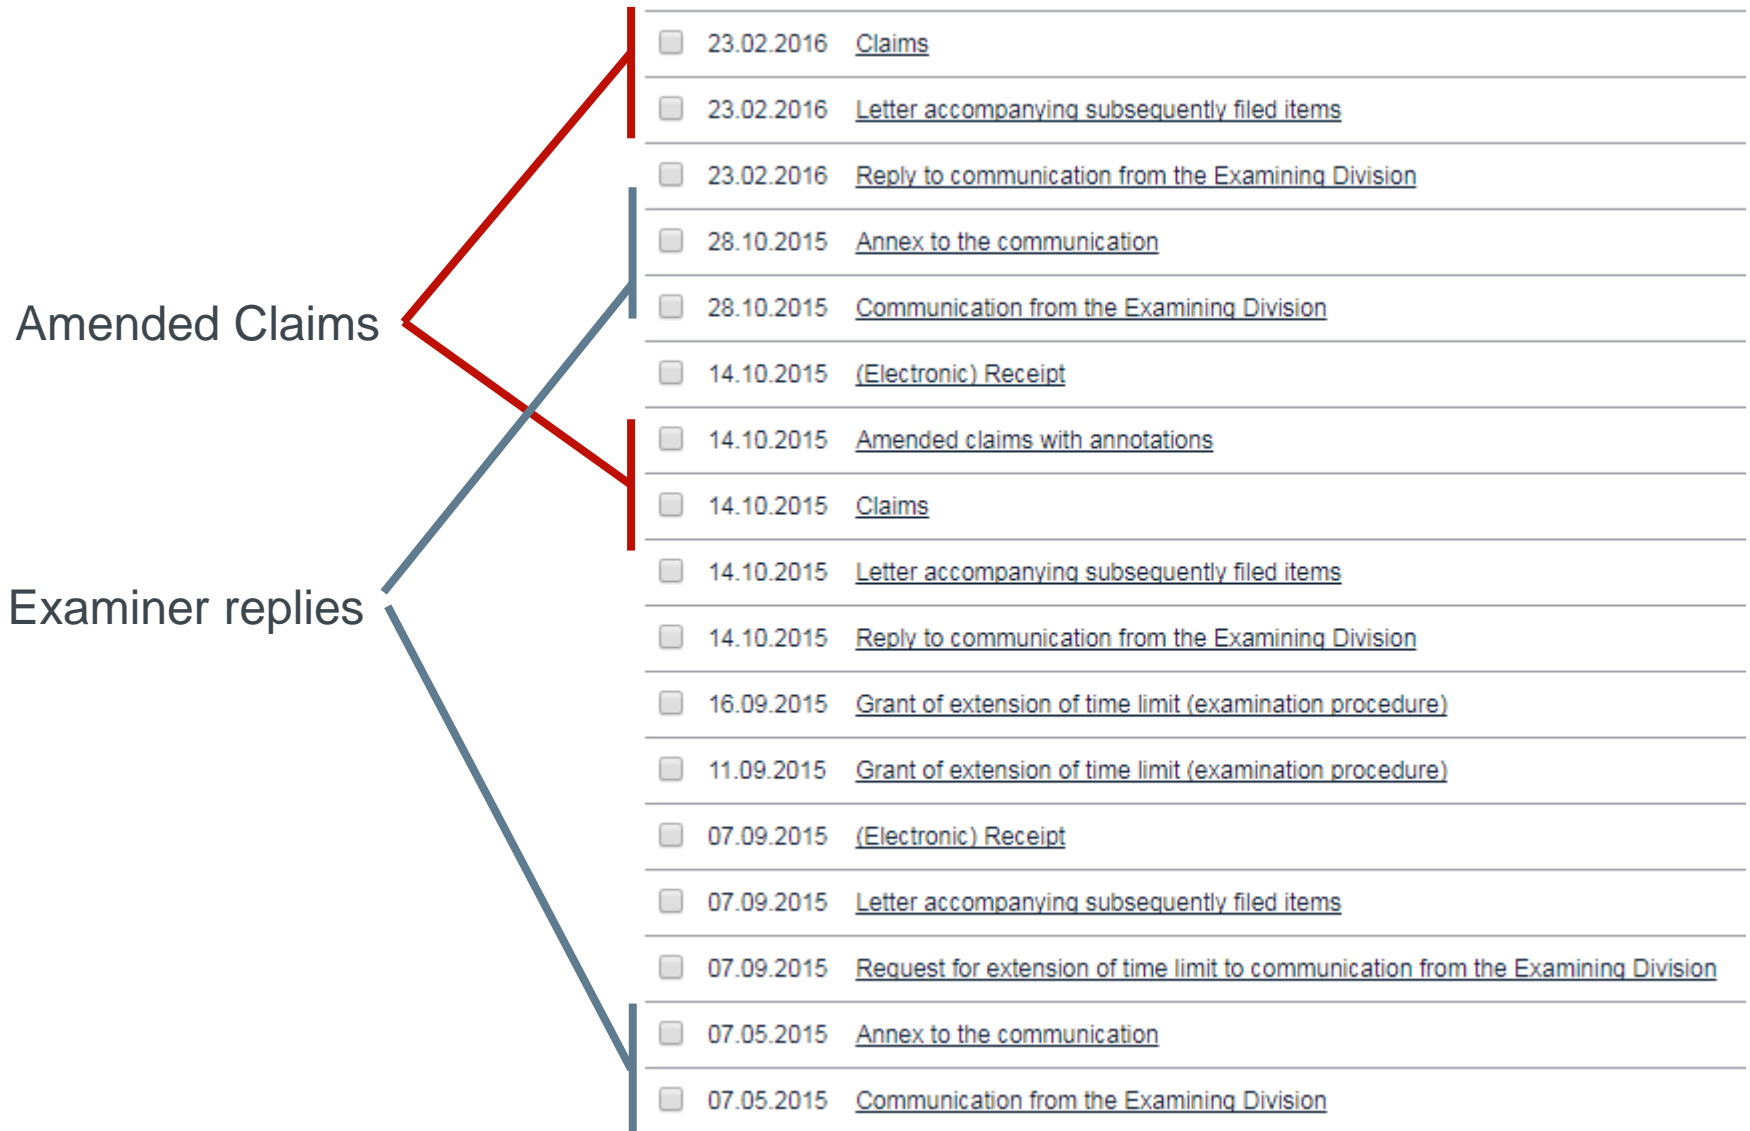 23.02.2016 Claims
23.02.2016 Letter accompanying subsequently filed items
23.02.2016 Reply to communication from the Examining Division
28.10.2015 Annex to the communication
28.10.2015 Communication from the Examining Division
Amended Claims
14.10.2015 (Electronic) Receipt
14.10.2015 Amended claims with annotations
14.10.2015 Claims
14.10.2015 Letter accompanying subsequently filed items
Examiner replies
14.10.2015 Reply to communication from the Examining Division
16.09.2015 Grant of extension of time limit (examination procedure)
11.09.2015 Grant of extension of time limit (examination procedure)
07.09.2015 (Electronic) Receipt
07.09.2015 Letter accompanying subsequently filed items
07.09.2015 Request for extension of time limit to communication from the Examining Division
07.05.2015 Annex to the communication
07.05.2015 Communication from the Examining Division